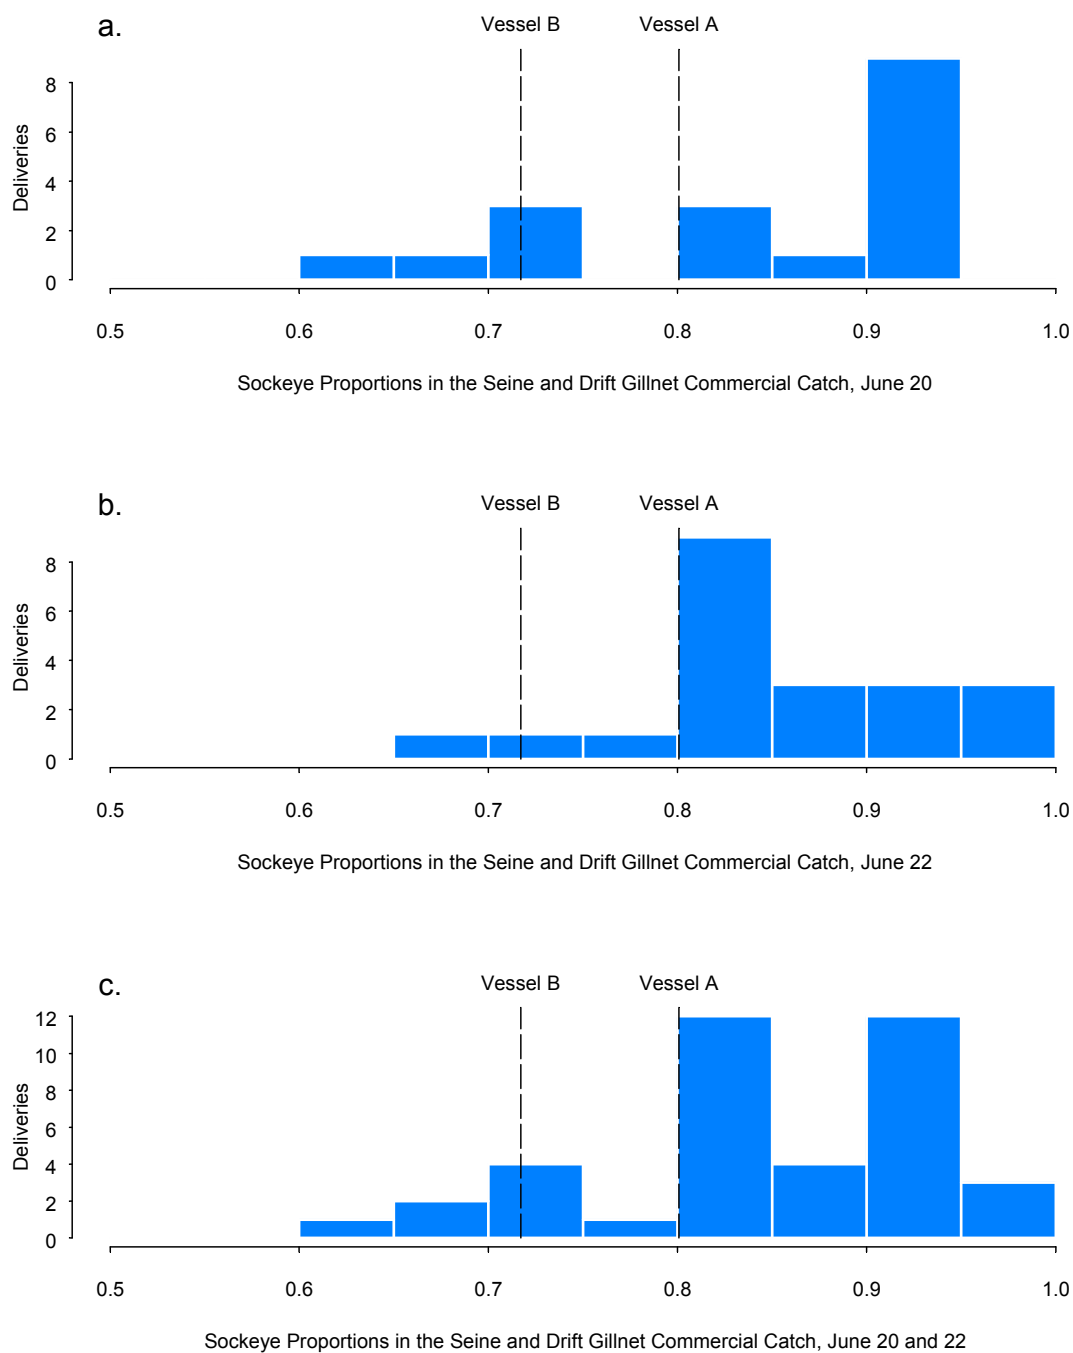 a.
Vessel B
Vessel A
Deliveries
8
6
4
2
0
0.5
0.6
0.7
0.8
0.9
1.0
Sockeye Proportions in the Seine and Drift Gillnet Commercial Catch, June 20
b.
Vessel B
Vessel A
Deliveries
8
6
4
2
0
0.5
0.6
0.7
0.8
0.9
1.0
Sockeye Proportions in the Seine and Drift Gillnet Commercial Catch, June 22
c.
Vessel B
Vessel A
Deliveries
12
10
8
6
4
2
0
0.5
0.6
0.7
0.8
0.9
1.0
Sockeye Proportions in the Seine and Drift Gillnet Commercial Catch, June 20 and 22